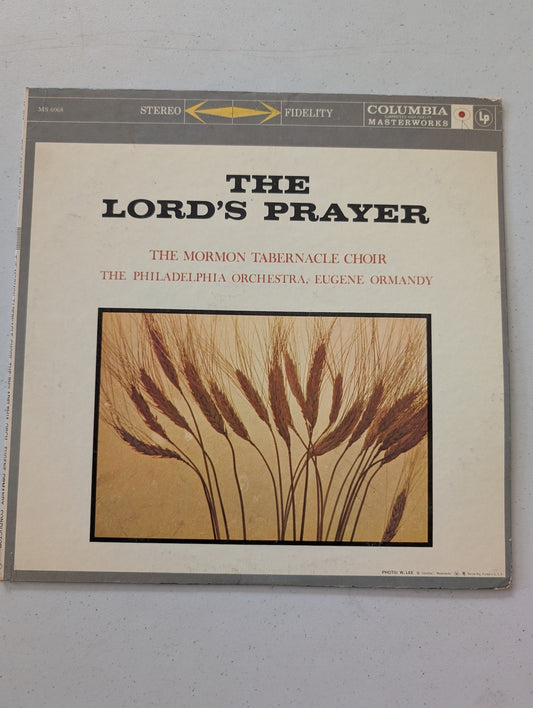 MS 6068
STEREO FIDELITY
COLUMBIA
MASTERWORKS
LP
THE
LORD'S PRAYER
THE MORMON TABERNACLE CHOIR
THE PHILADELPHIA ORCHESTRA, EUGENE ORMANDY
PHOTO: W. LEE